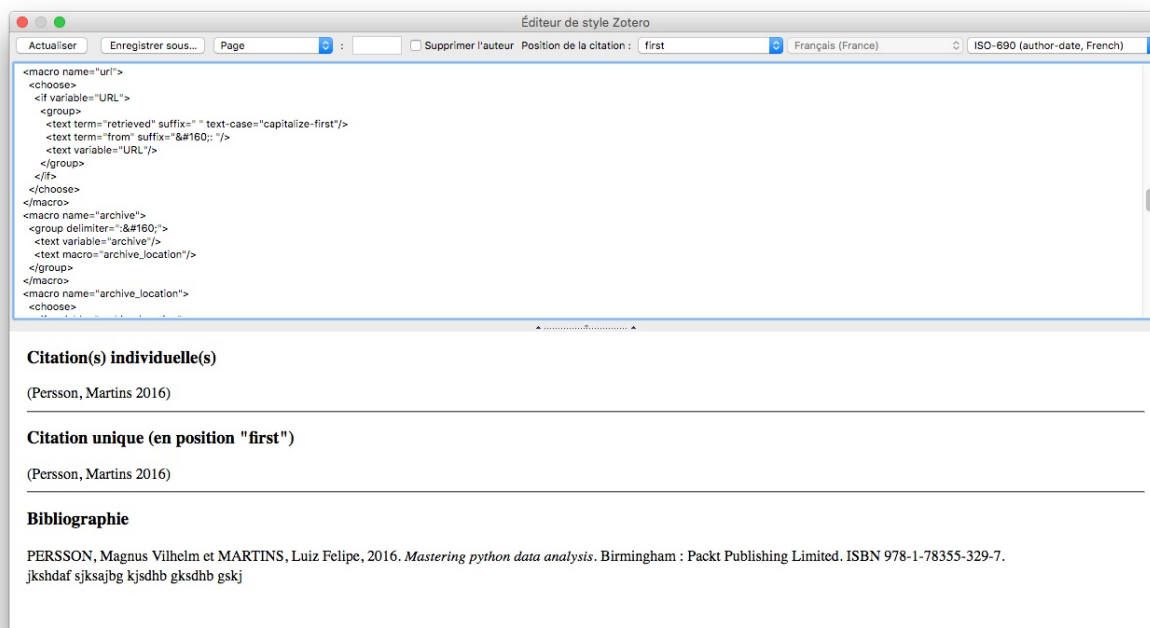 Éditeur de style Zotero
Actualiser Enregistrer sous... Page : Supprimer l'auteur Position de la citation : first Français (France) ISO-690 (author-date, French)
<macro name="url">
<choose>
<if variable="URL">
<group>
<text term="retrieved" suffix=" " text-case="capitalize-first"/>
<text term="from" suffix="&#160;: "/>
<text variable="URL"/>
</group>
</if>
</choose>
</macro>
<macro name="archive">
<group delimiter=":&#160;">
<text variable="archive"/>
<text macro="archive_location"/>
</group>
</macro>
<macro name="archive_location">
<choose>
Citation(s) individuelle(s)
(Persson, Martins 2016)
Citation unique (en position "first")
(Persson, Martins 2016)
Bibliographie
PERSSON, Magnus Vilhelm et MARTINS, Luiz Felipe, 2016. Mastering python data analysis. Birmingham : Packt Publishing Limited. ISBN 978-1-78355-329-7.
jkshdaf sjksajbg kjsdhb gksdhb gskj